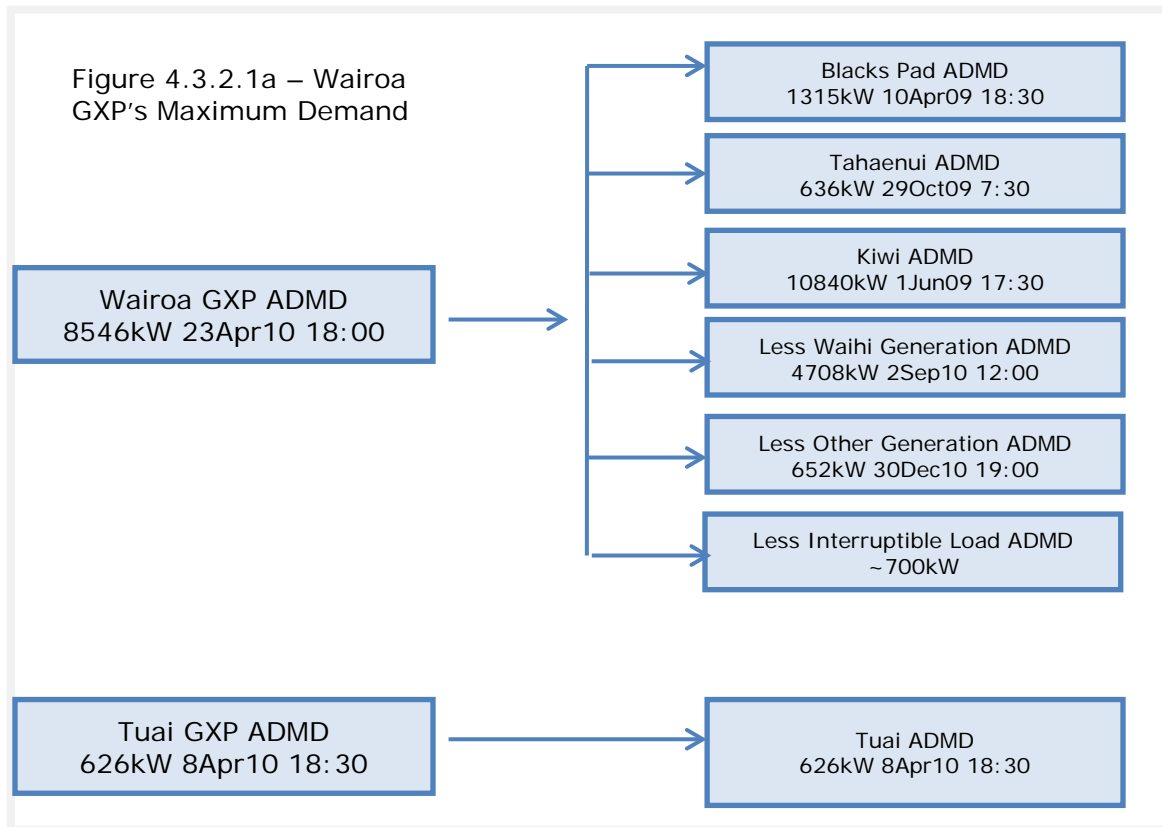 Figure 4.3.2.1a – Wairoa
GXP's Maximum Demand
Wairoa GXP ADMD
8546kW 23Apr10 18:00
Blacks Pad ADMD
1315kW 10Apr09 18:30
Tahaenui ADMD
636kW 29Oct09 7:30
Kiwi ADMD
10840kW 1Jun09 17:30
Less Waihi Generation ADMD
4708kW 2Sep10 12:00
Less Other Generation ADMD
652kW 30Dec10 19:00
Less Interruptible Load ADMD
~700kW
Tuai GXP ADMD
626kW 8Apr10 18:30
Tuai ADMD
626kW 8Apr10 18:30